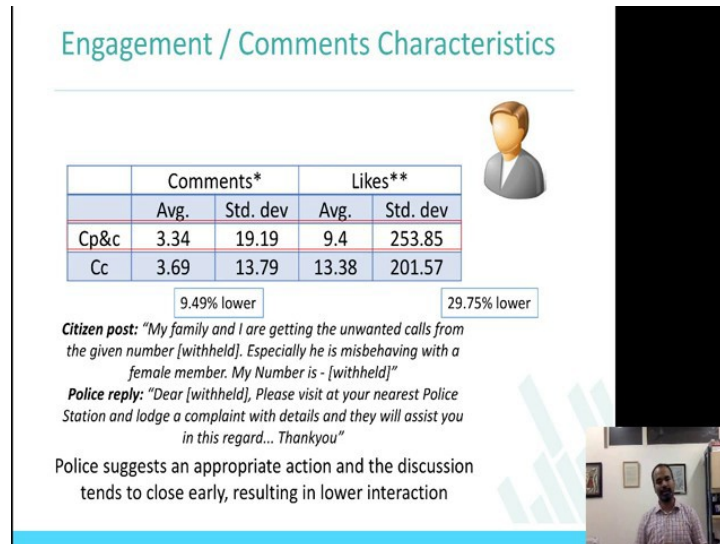 Engagement / Comments Characteristics
Comments* Likes**
Avg. Std. dev Avg. Std. dev
Cp&c 3.34 19.19 9.4 253.85
Cc 3.69 13.79 13.38 201.57
9.49% lower 29.75% lower
Citizen post: “My family and I are getting the unwanted calls from
the given number [withheld]. Especially he is misbehaving with a
female member. My Number is - [withheld]”
Police reply: “Dear [withheld], Please visit at your nearest Police
Station and lodge a complaint with details and they will assist you
in this regard... Thankyou”
Police suggests an appropriate action and the discussion
tends to close early, resulting in lower interaction